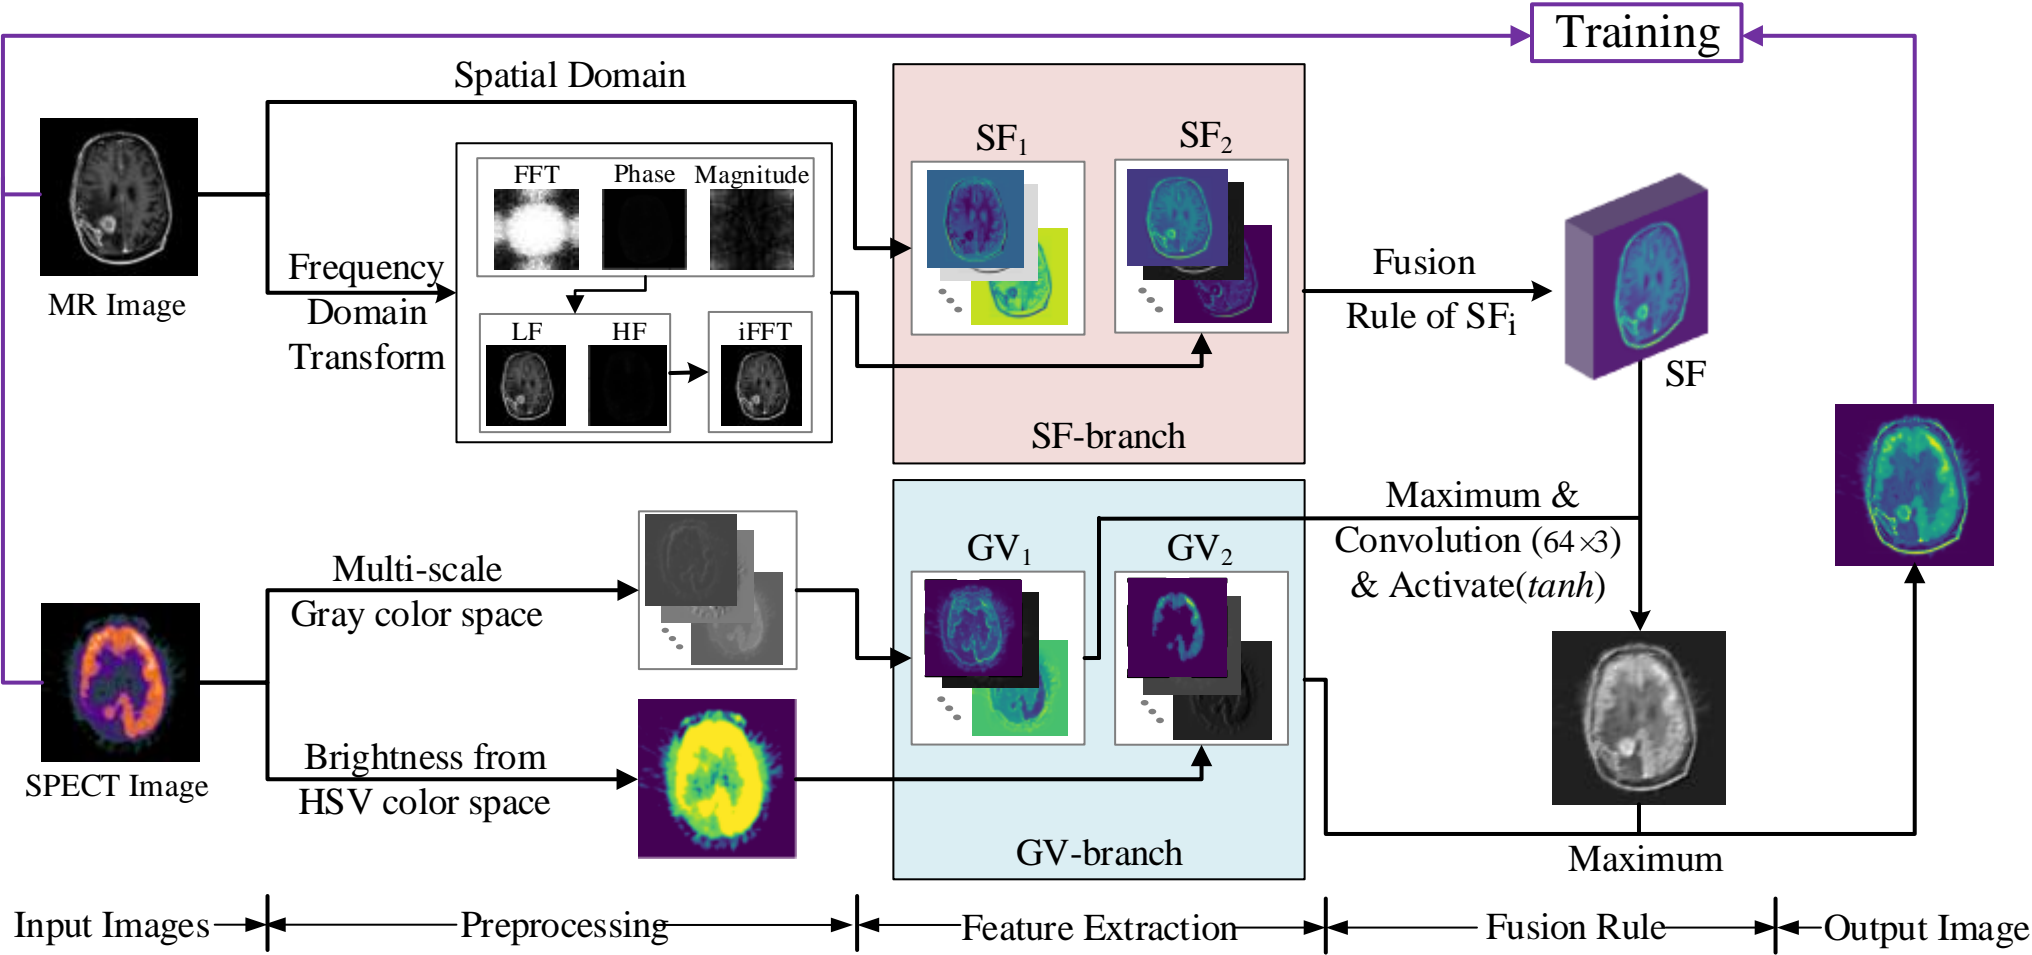 Training
Spatial Domain
MR Image
Frequency
Domain
Transform
FFT Phase Magnitude
LF HF iFFT
SF1 SF2
SF-branch
Fusion
Rule of SFi
SF
SPECT Image
Multi-scale
Gray color space
Brightness from
HSV color space
GV1 GV2
GV-branch
Maximum &
Convolution (64×3)
& Activate(tanh)
Maximum
Input Images Preprocessing Feature Extraction Fusion Rule Output Image